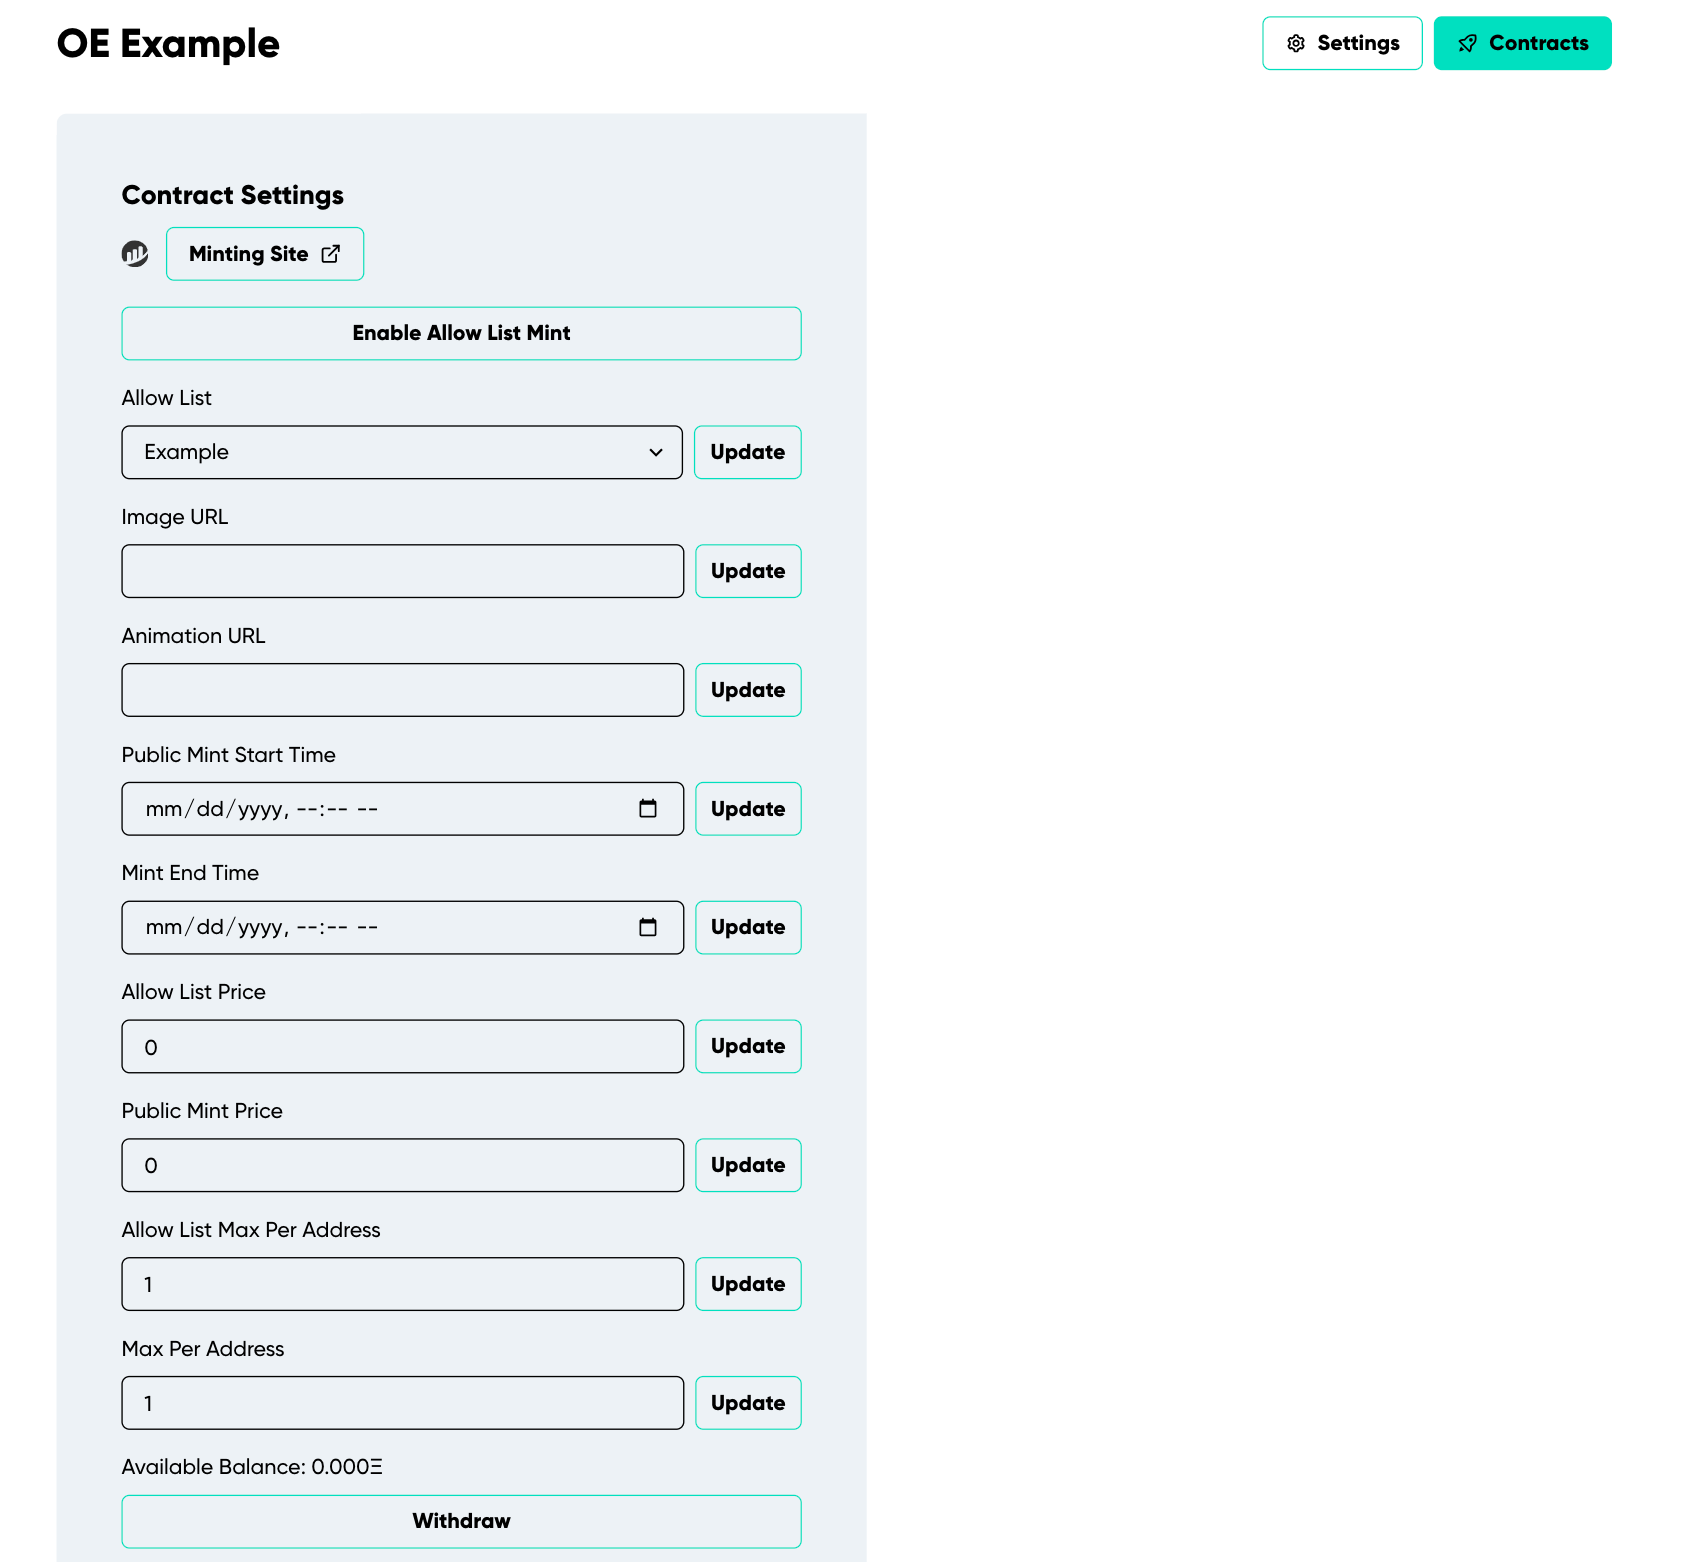 OE Example
Settings
Contracts
Contract Settings
Minting Site
Enable Allow List Mint
Allow List
Example
Update
Image URL
Update
Animation URL
Update
Public Mint Start Time
mm/dd/yyyy, --:-- --
Update
Mint End Time
mm/dd/yyyy, --:-- --
Update
Allow List Price
0
Update
Public Mint Price
0
Update
Allow List Max Per Address
1
Update
Max Per Address
1
Update
Available Balance: 0.000Ξ
Withdraw